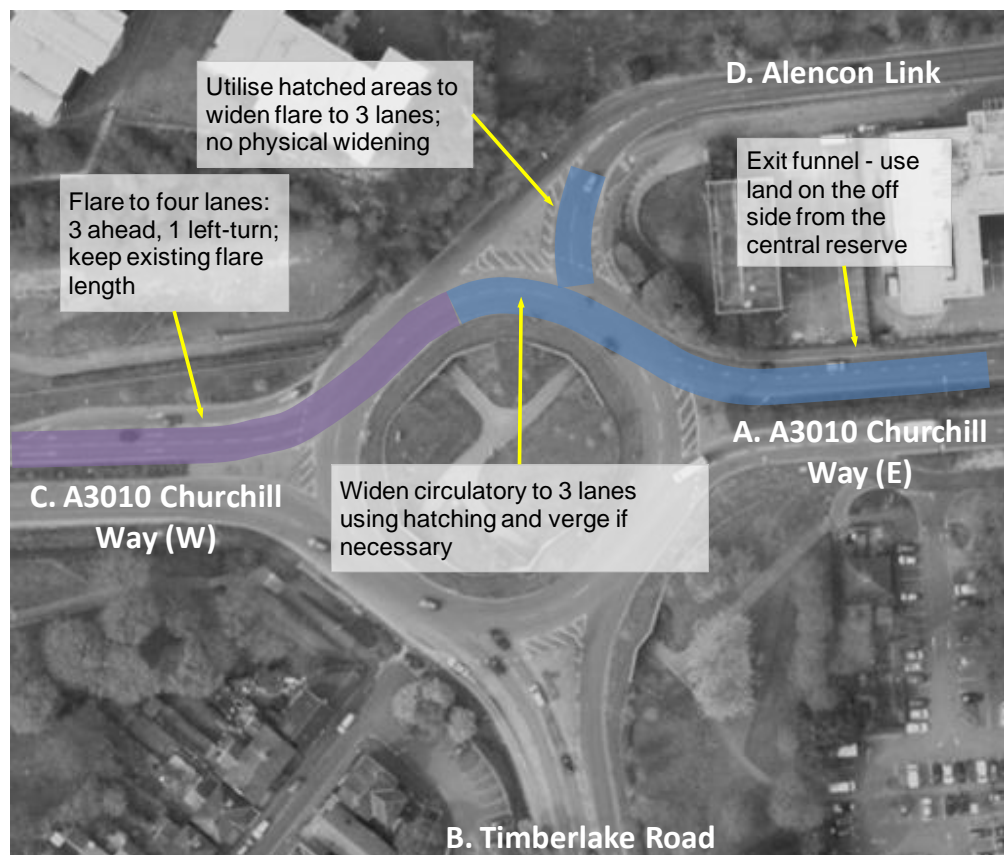 D. Alencon Link
Utilise hatched areas to
widen flare to 3 lanes;
no physical widening
Exit funnel - use
land on the off
side from the
central reserve
Flare to four lanes:
3 ahead, 1 left-turn;
keep existing flare
length
A. A3010 Churchill
Way (E)
C. A3010 Churchill
Way (W)
Widen circulatory to 3 lanes
using hatching and verge if
necessary
B. Timberlake Road